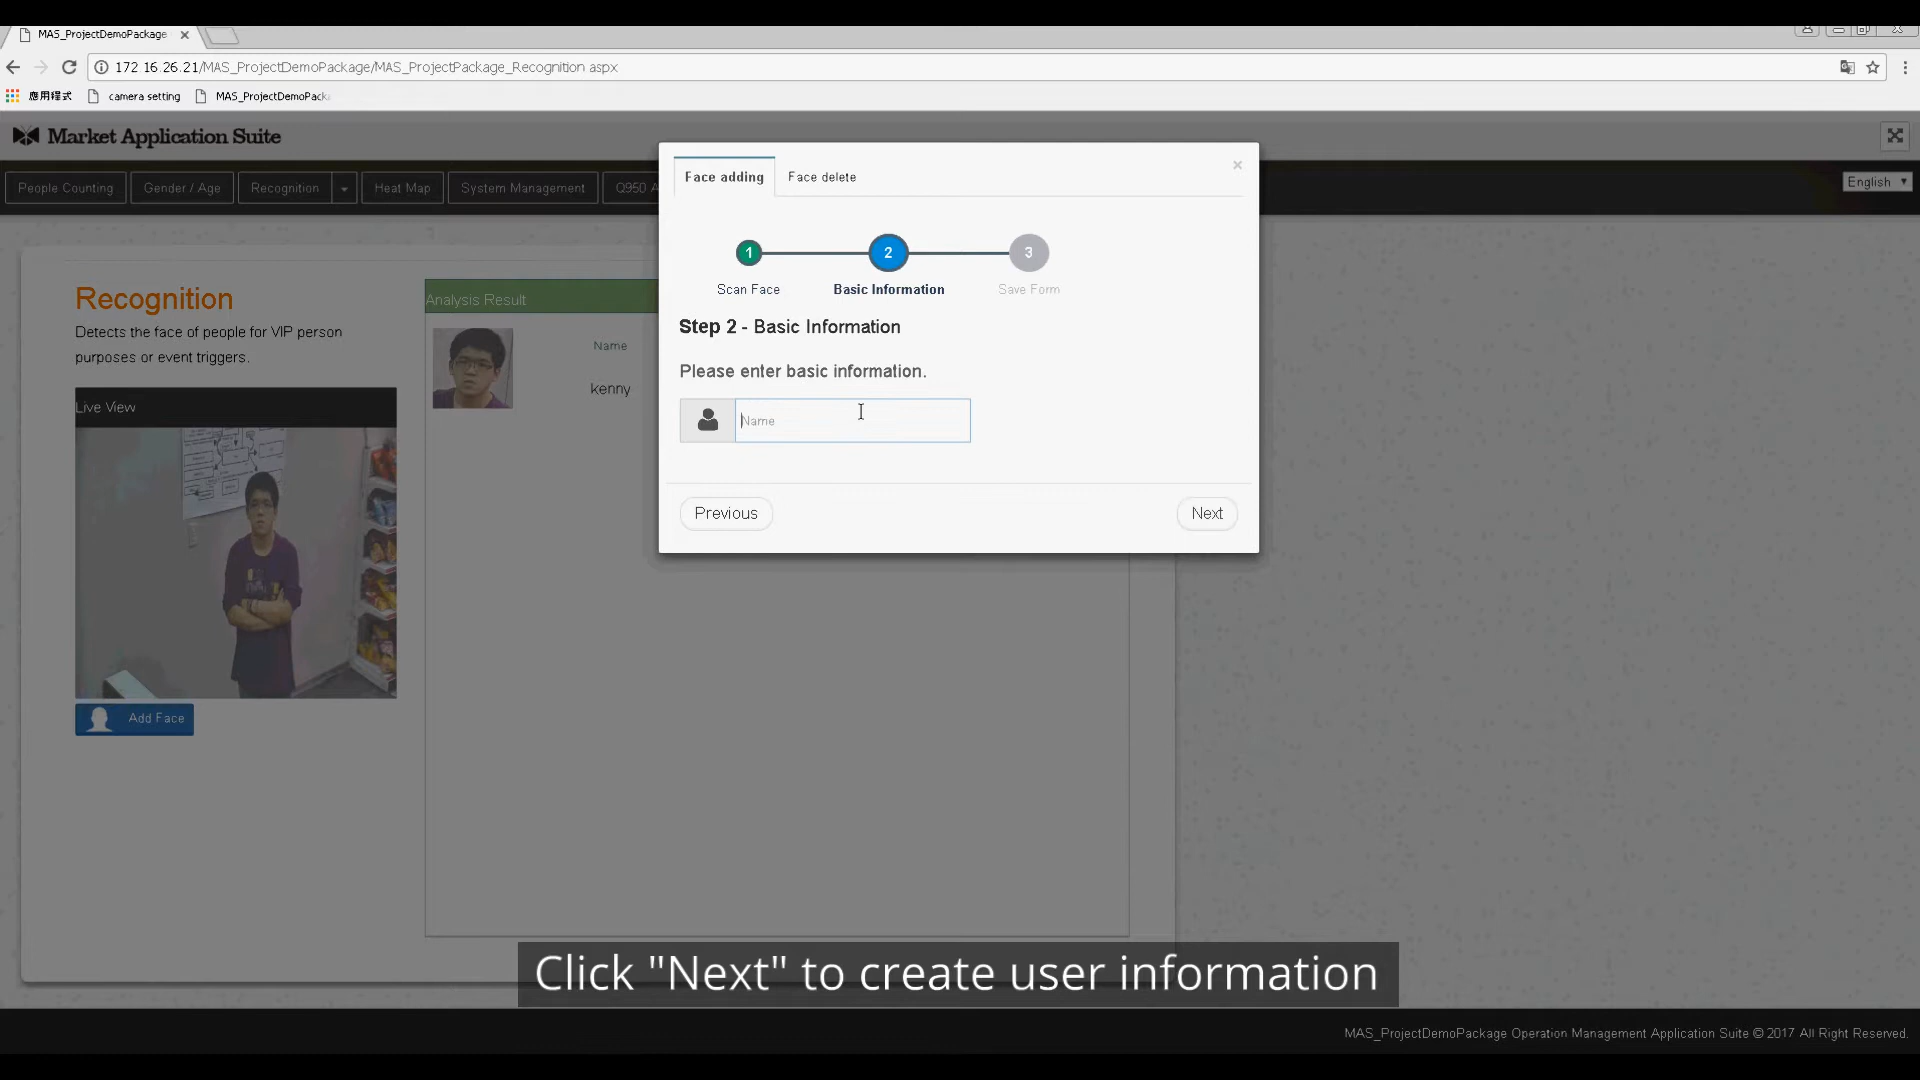 MAS_ProjectDemoPackage
172.16.26.21/MAS_ProjectDemoPackage/MAS_ProjectPackage_Recognition.aspx
應用程式 camera setting MAS_ProjectDemoPack
Market Application Suite
People Counting Gender / Age Recognition Heat Map System Management Q950 A English
Face adding Face delete ×
1 2 3
Scan Face Basic Information Save Form
Step 2 - Basic Information
Please enter basic information.
Name
Previous Next
Recognition
Detects the face of people for VIP person
purposes or event triggers.
Live View
Add Face
Analysis Result
Name
kenny
Click "Next" to create user information
MAS_ProjectDemoPackage Operation Management Application Suite © 2017 All Right Reserved.